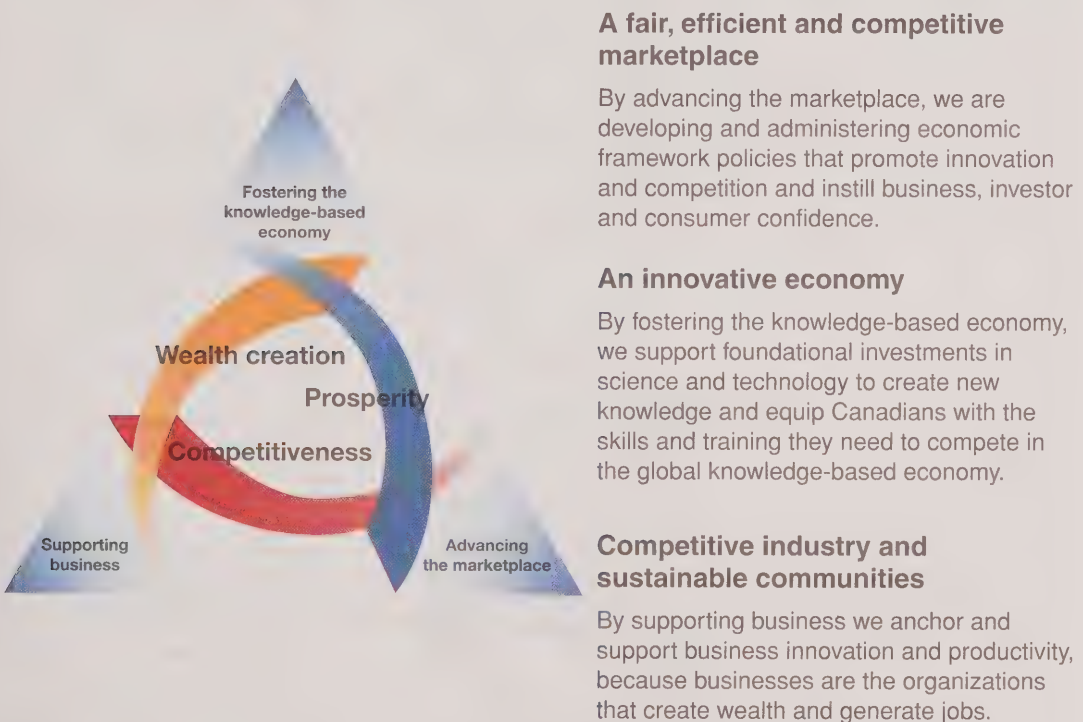 Fostering the
knowledge-based
economy
Wealth creation
Prosperity
Competitiveness
Supporting
business
Advancing
the marketplace
A fair, efficient and competitive
marketplace
By advancing the marketplace, we are
developing and administering economic
framework policies that promote innovation
and competition and instill business, investor
and consumer confidence.
An innovative economy
By fostering the knowledge-based economy,
we support foundational investments in
science and technology to create new
knowledge and equip Canadians with the
skills and training they need to compete in
the global knowledge-based economy.
Competitive industry and
sustainable communities
By supporting business we anchor and
support business innovation and productivity,
because businesses are the organizations
that create wealth and generate jobs.